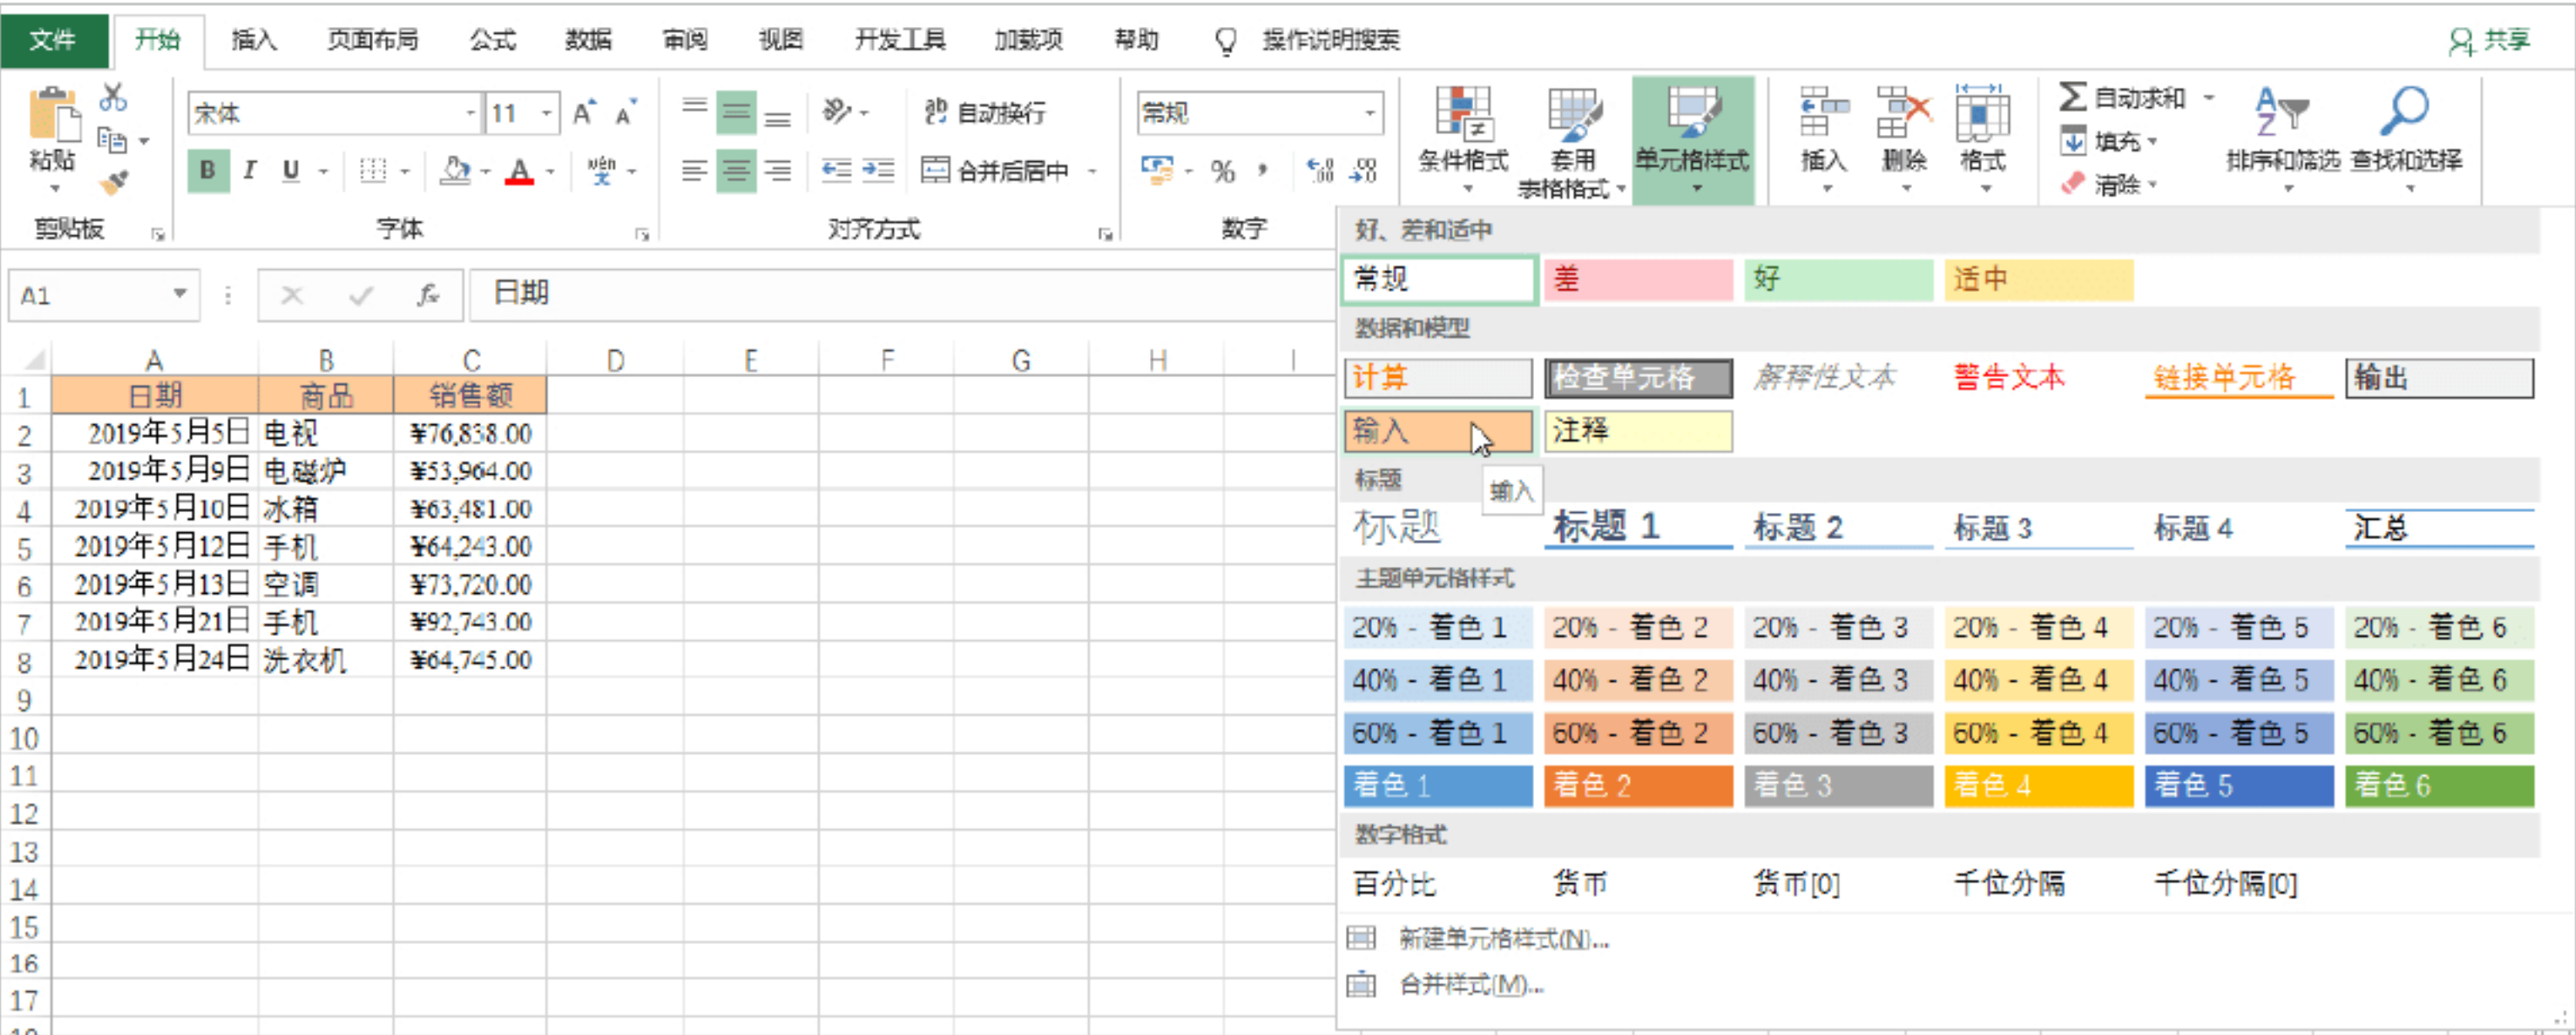 文件 开始 插入 页面布局 公式 数据 审阅 视图 开发工具 加载项 帮助 操作说明搜索 共享
宋体 11 自动换行 常规 自动求和
粘贴 B I U wén 文 合并后居中 % 条件格式 套用 表格格式 单元格样式 插入 删除 格式 填充 排序和筛选 查找和选择
清除
剪贴板 字体 对齐方式 数字
好、差和适中
常规 差 好 适中
A1 fx 日期
数据和模型
计算 检查单元格 解释性文本 警告文本 链接单元格 输出
输入 注释
输入
标题
标题 标题 1 标题 2 标题 3 标题 4 汇总
主题单元格样式
20% - 着色 1 20% - 着色 2 20% - 着色 3 20% - 着色 4 20% - 着色 5 20% - 着色 6
40% - 着色 1 40% - 着色 2 40% - 着色 3 40% - 着色 4 40% - 着色 5 40% - 着色 6
60% - 着色 1 60% - 着色 2 60% - 着色 3 60% - 着色 4 60% - 着色 5 60% - 着色 6
着色 1 着色 2 着色 3 着色 4 着色 5 着色 6
数字格式
百分比 货币 货币[0] 千位分隔 千位分隔[0]
新建单元格样式(N)...
合并样式(M)...
A B C D E F G H I
1 日期 商品 销售额
2 2019年5月5日 电视 ¥76,838.00
3 2019年5月9日 电磁炉 ¥53,964.00
4 2019年5月10日 冰箱 ¥63,481.00
5 2019年5月12日 手机 ¥64,243.00
6 2019年5月13日 空调 ¥73,720.00
7 2019年5月21日 手机 ¥92,743.00
8 2019年5月24日 洗衣机 ¥64,745.00
9
10
11
12
13
14
15
16
17